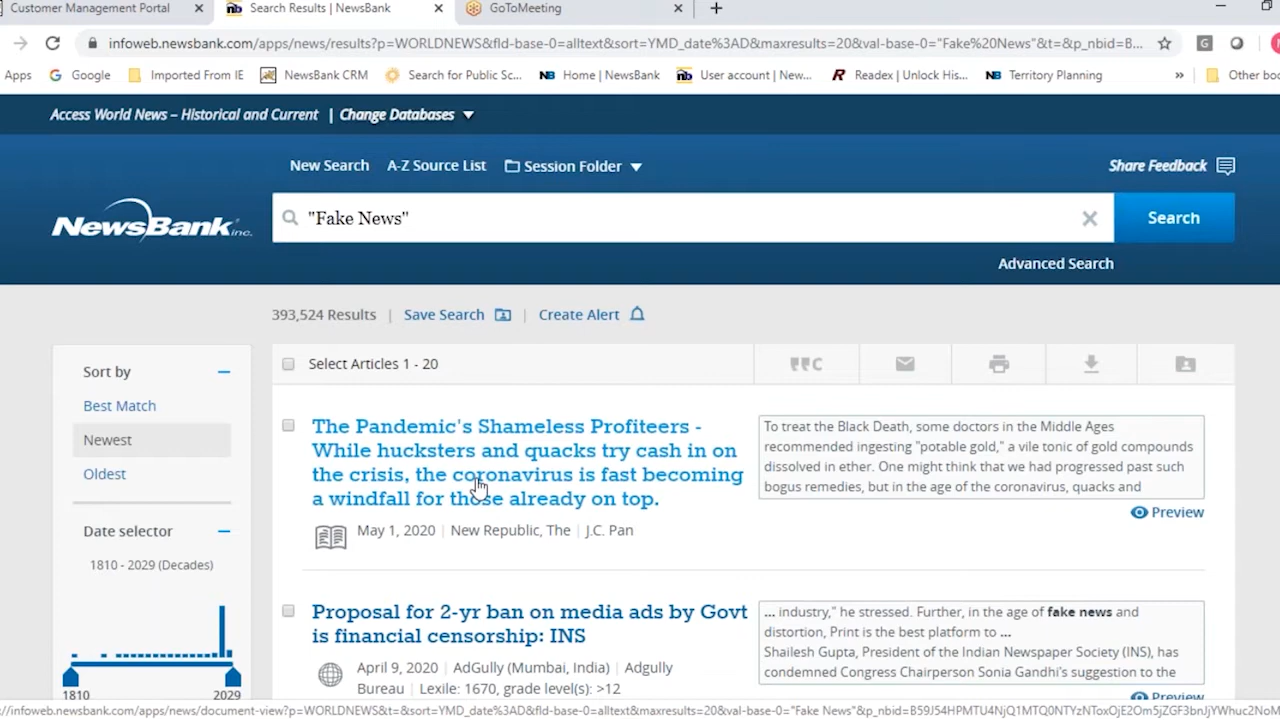 Customer Management Portal
Search Results | NewsBank
GoToMeeting
infoweb.newsbank.com/apps/news/results?p=WORLDNEWS&fld-base-0=alltext&sort=YMD_date%3AD&maxresults=20&val-base-0="Fake%20News"&t=&p_nbid=B...
Apps
Google
Imported From IE
NewsBank CRM
Search for Public Sc...
Home | NewsBank
User account | New...
Readex | Unlock His...
Territory Planning
»
Other boo
Access World News – Historical and Current | Change Databases
New Search
A-Z Source List
Session Folder
Share Feedback
NewsBank, inc.
"Fake News"
Search
Advanced Search
393,524 Results | Save Search | Create Alert
Sort by
Best Match
Newest
Oldest
Date selector
1810 - 2029 (Decades)
1810
2029
Select Articles 1 - 20
The Pandemic's Shameless Profiteers -
While hucksters and quacks try cash in on
the crisis, the coronavirus is fast becoming
a windfall for those already on top.
May 1, 2020 | New Republic, The | J.C. Pan
To treat the Black Death, some doctors in the Middle Ages
recommended ingesting "potable gold," a vile tonic of gold compounds
dissolved in ether. One might think that we had progressed past such
bogus remedies, but in the age of the coronavirus, quacks and
Preview
Proposal for 2-yr ban on media ads by Govt
is financial censorship: INS
April 9, 2020 | AdGully (Mumbai, India) | Adgully
Bureau | Lexile: 1670, grade level(s): >12
... industry," he stressed. Further, in the age of fake news and
distortion, Print is the best platform to ...
Shailesh Gupta, President of the Indian Newspaper Society (INS), has
condemned Congress Chairperson Sonia Gandhi's suggestion to the
Preview